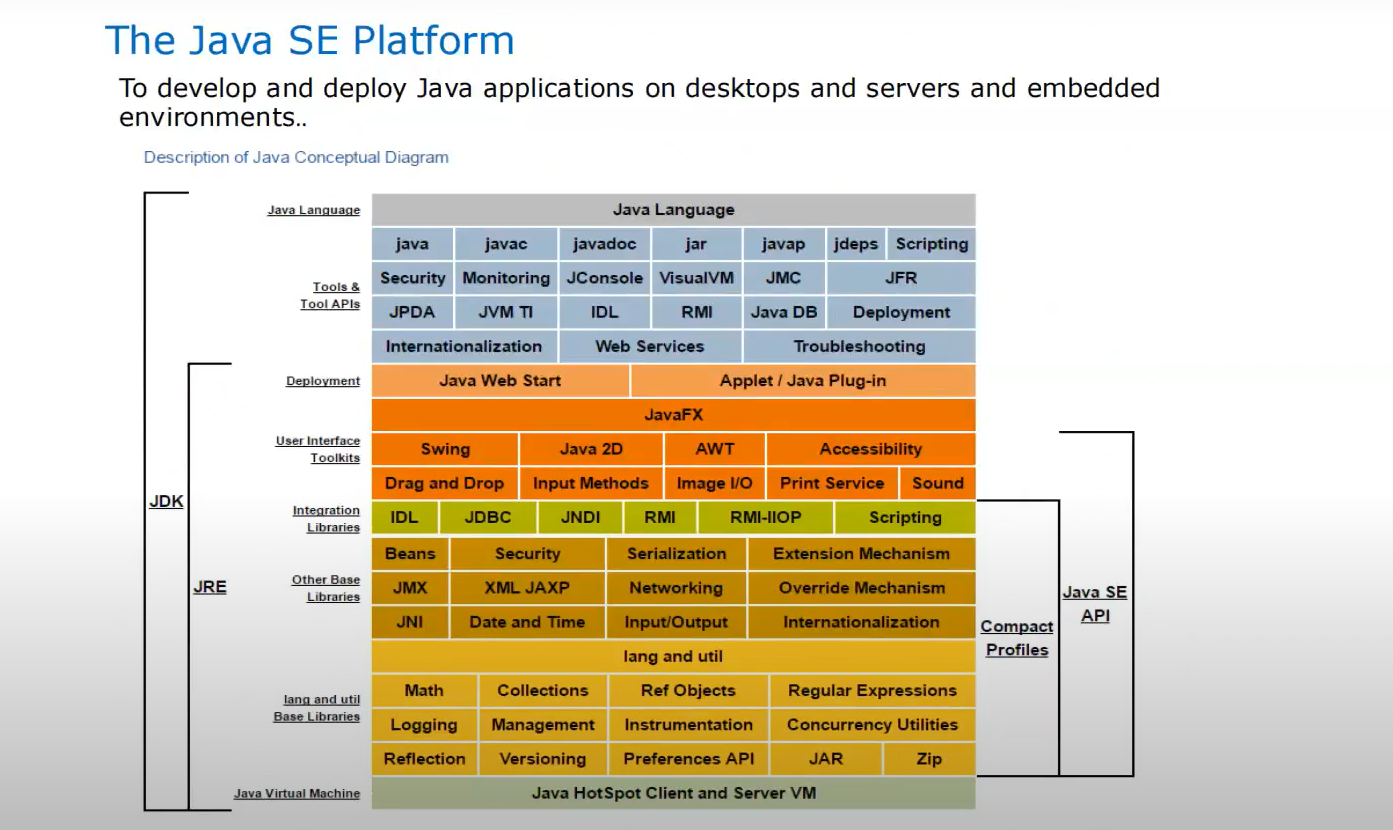 The Java SE Platform
To develop and deploy Java applications on desktops and servers and embedded
environments..
Description of Java Conceptual Diagram
Java Language
Java Language
Tools &
Tool APIs
java javac javadoc jar javap jdeps Scripting
Security Monitoring JConsole VisualVM JMC JFR
JPDA JVM TI IDL RMI Java DB Deployment
Internationalization Web Services Troubleshooting
Deployment
Java Web Start Applet / Java Plug-in
JavaFX
User Interface
Toolkits
Swing Java 2D AWT Accessibility
Drag and Drop Input Methods Image I/O Print Service Sound
Integration
Libraries
IDL JDBC JNDI RMI RMI-IIOP Scripting
Other Base
Libraries
Beans Security Serialization Extension Mechanism
JMX XML JAXP Networking Override Mechanism
JNI Date and Time Input/Output Internationalization
lang and util
lang and util
Base Libraries
Math Collections Ref Objects Regular Expressions
Logging Management Instrumentation Concurrency Utilities
Reflection Versioning Preferences API JAR Zip
Java Virtual Machine
Java HotSpot Client and Server VM
JDK
JRE
Compact
Profiles
Java SE
API